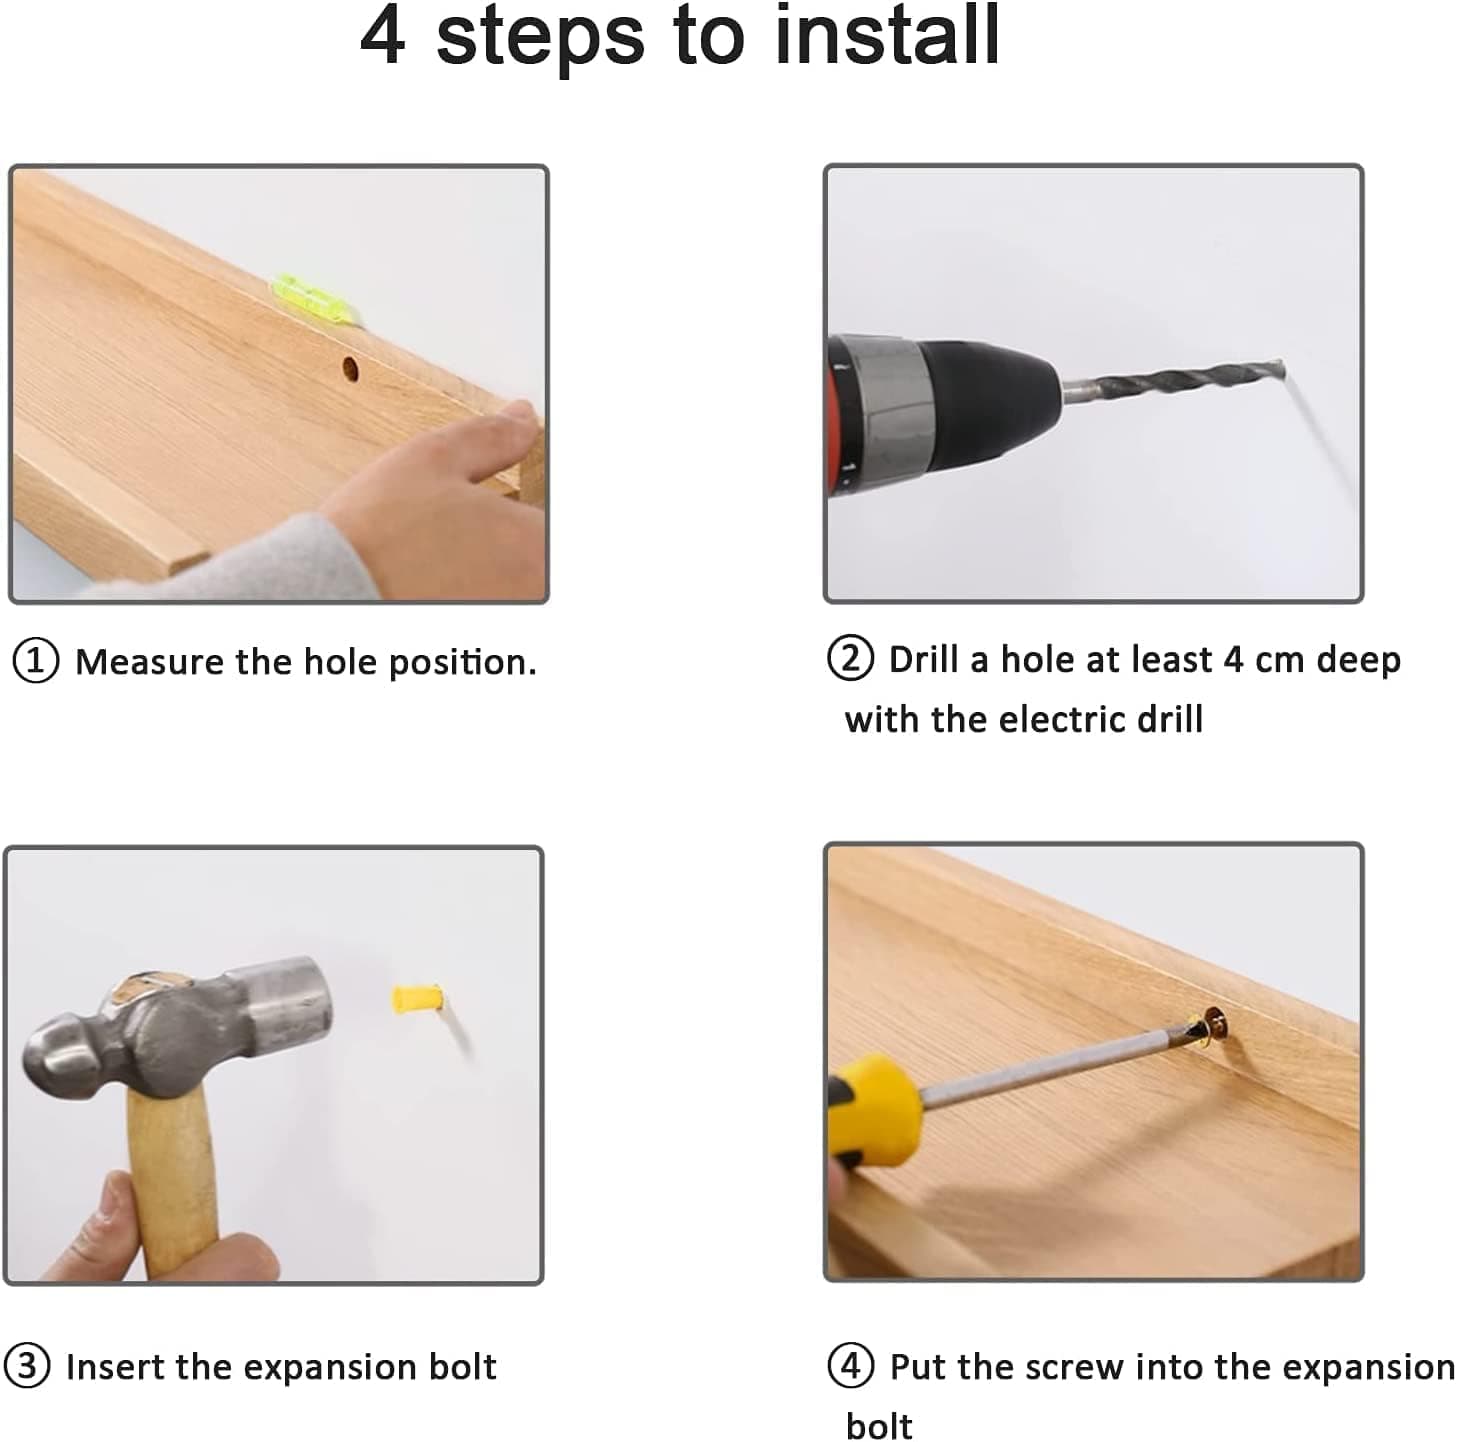 4 steps to install
① Measure the hole position.
② Drill a hole at least 4 cm deep
with the electric drill
③ Insert the expansion bolt
④ Put the screw into the expansion
bolt